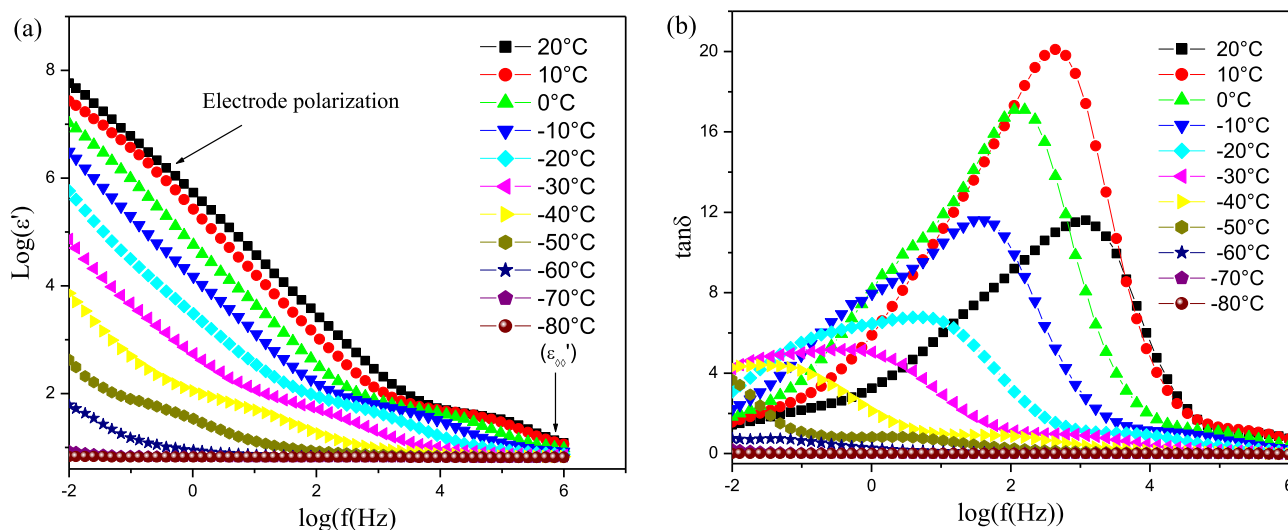 (a)
Log(ε')
8
6
4
2
-2
0
2
4
6
log(f(Hz)
Electrode polarization
20°C
10°C
0°C
-10°C
-20°C
-30°C
-40°C
-50°C
-60°C
-70°C
-80°C
(ε◊◊')
(b)
tanδ
20
16
12
8
4
0
-2
0
2
4
6
log(f(Hz))
20°C
10°C
0°C
-10°C
-20°C
-30°C
-40°C
-50°C
-60°C
-70°C
-80°C